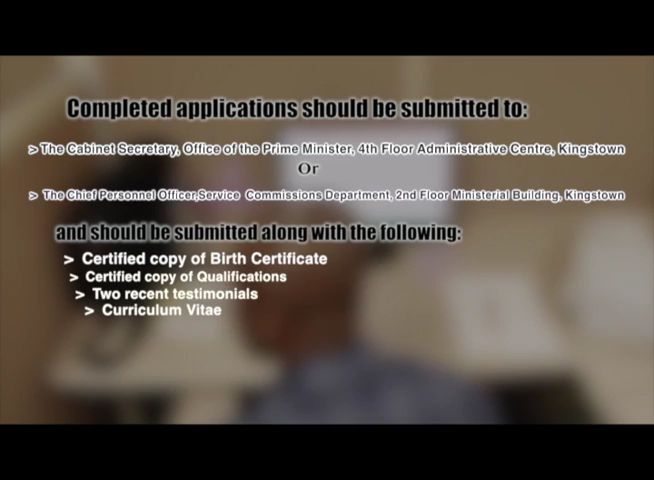 Completed applications should be submitted to:
> The Cabinet Secretary, Office of the Prime Minister, 4th Floor Administrative Centre, Kingstown
Or
> The Chief Personnel Officer,Service Commissions Department, 2nd Floor Ministerial Building, Kingstown
and should be submitted along with the following:
> Certified copy of Birth Certificate
> Certified copy of Qualifications
> Two recent testimonials
> Curriculum Vitae